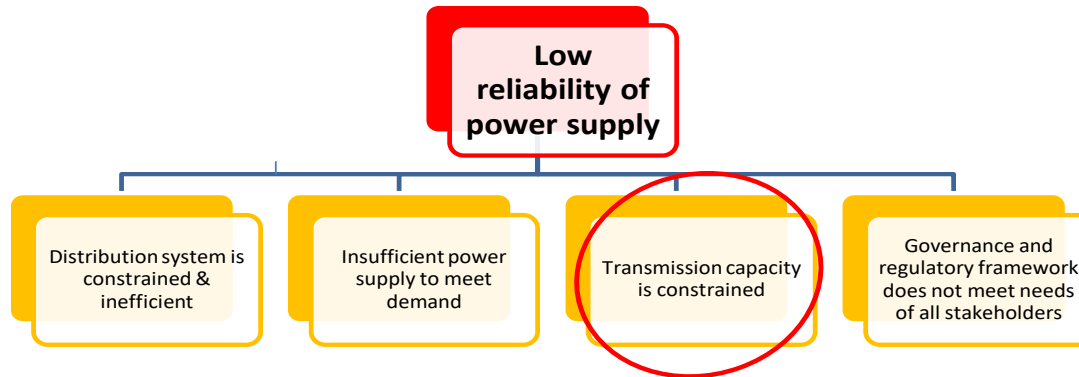 Low
reliability of
power supply
Distribution system is
constrained &
inefficient
Insufficient power
supply to meet
demand
Transmission capacity
is constrained
Governance and
regulatory framework
does not meet needs
of all stakeholders